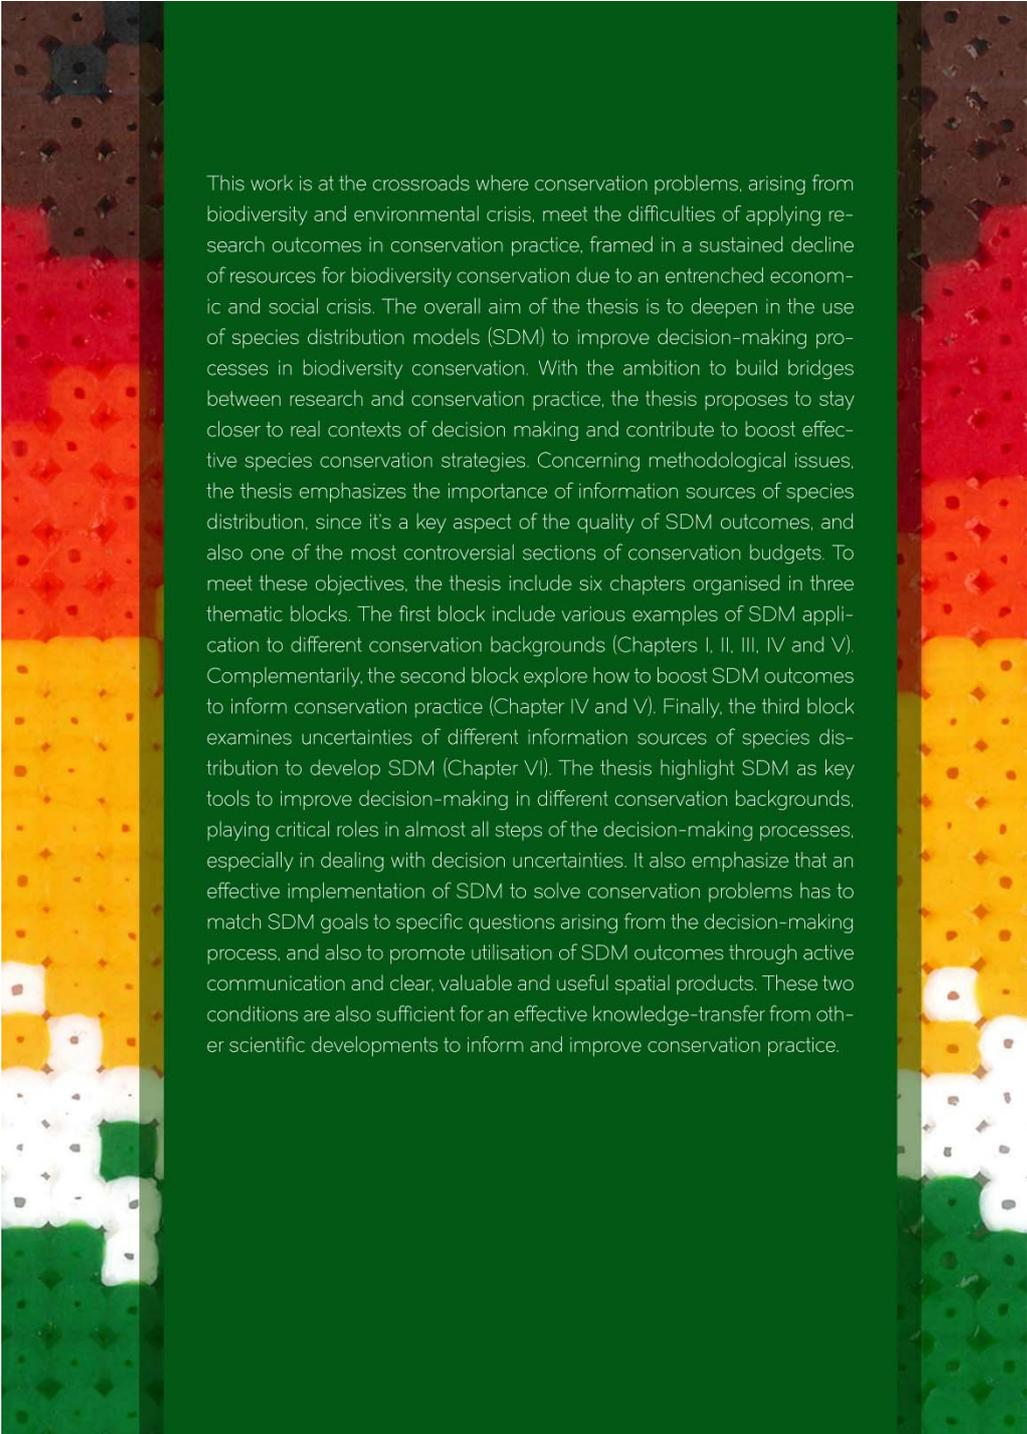 This work is at the crossroads where conservation problems, arising from
biodiversity and environmental crisis, meet the difficulties of applying re-
search outcomes in conservation practice, framed in a sustained decline
of resources for biodiversity conservation due to an entrenched econom-
ic and social crisis. The overall aim of the thesis is to deepen in the use
of species distribution models (SDM) to improve decision-making pro-
cesses in biodiversity conservation. With the ambition to build bridges
between research and conservation practice, the thesis proposes to stay
closer to real contexts of decision making and contribute to boost effec-
tive species conservation strategies. Concerning methodological issues,
the thesis emphasizes the importance of information sources of species
distribution, since it's a key aspect of the quality of SDM outcomes, and
also one of the most controversial sections of conservation budgets. To
meet these objectives, the thesis include six chapters organised in three
thematic blocks. The first block include various examples of SDM appli-
cation to different conservation backgrounds (Chapters I, II, III, IV and V).
Complementarily, the second block explore how to boost SDM outcomes
to inform conservation practice (Chapter IV and V). Finally, the third block
examines uncertainties of different information sources of species dis-
tribution to develop SDM (Chapter VI). The thesis highlight SDM as key
tools to improve decision-making in different conservation backgrounds,
playing critical roles in almost all steps of the decision-making processes,
especially in dealing with decision uncertainties. It also emphasize that an
effective implementation of SDM to solve conservation problems has to
match SDM goals to specific questions arising from the decision-making
process, and also to promote utilisation of SDM outcomes through active
communication and clear, valuable and useful spatial products. These two
conditions are also sufficient for an effective knowledge-transfer from oth-
er scientific developments to inform and improve conservation practice.